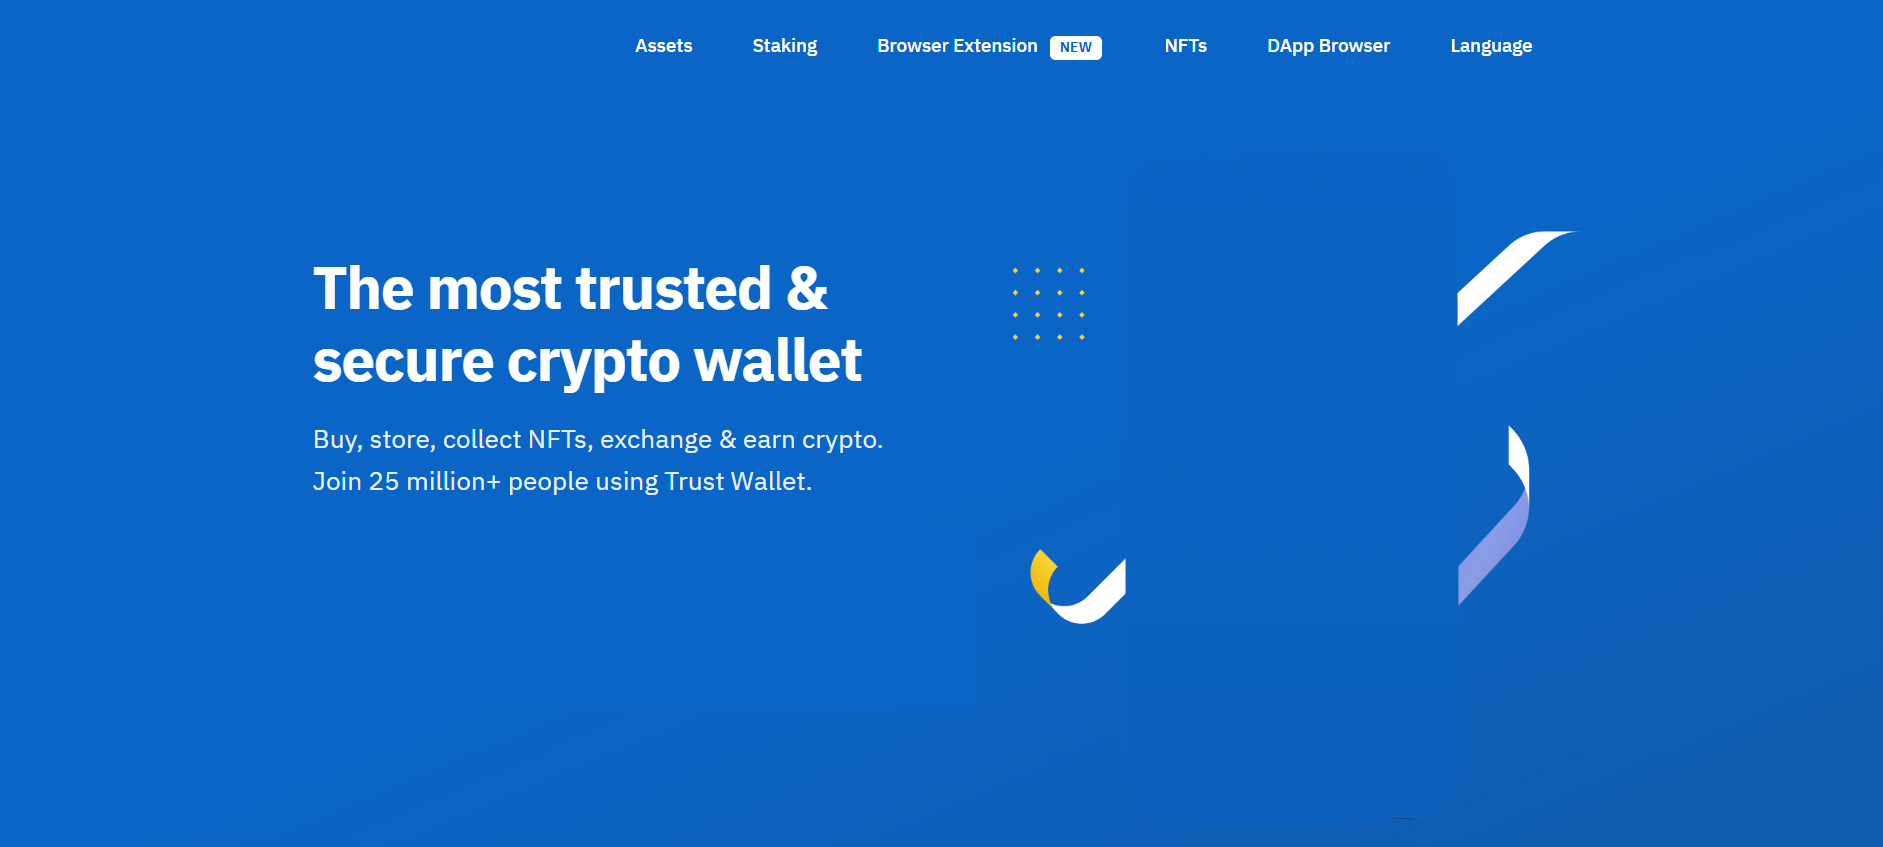 Assets Staking Browser Extension NEW NFTs DApp Browser Language
The most trusted &
secure crypto wallet
Buy, store, collect NFTs, exchange & earn crypto.
Join 25 million+ people using Trust Wallet.